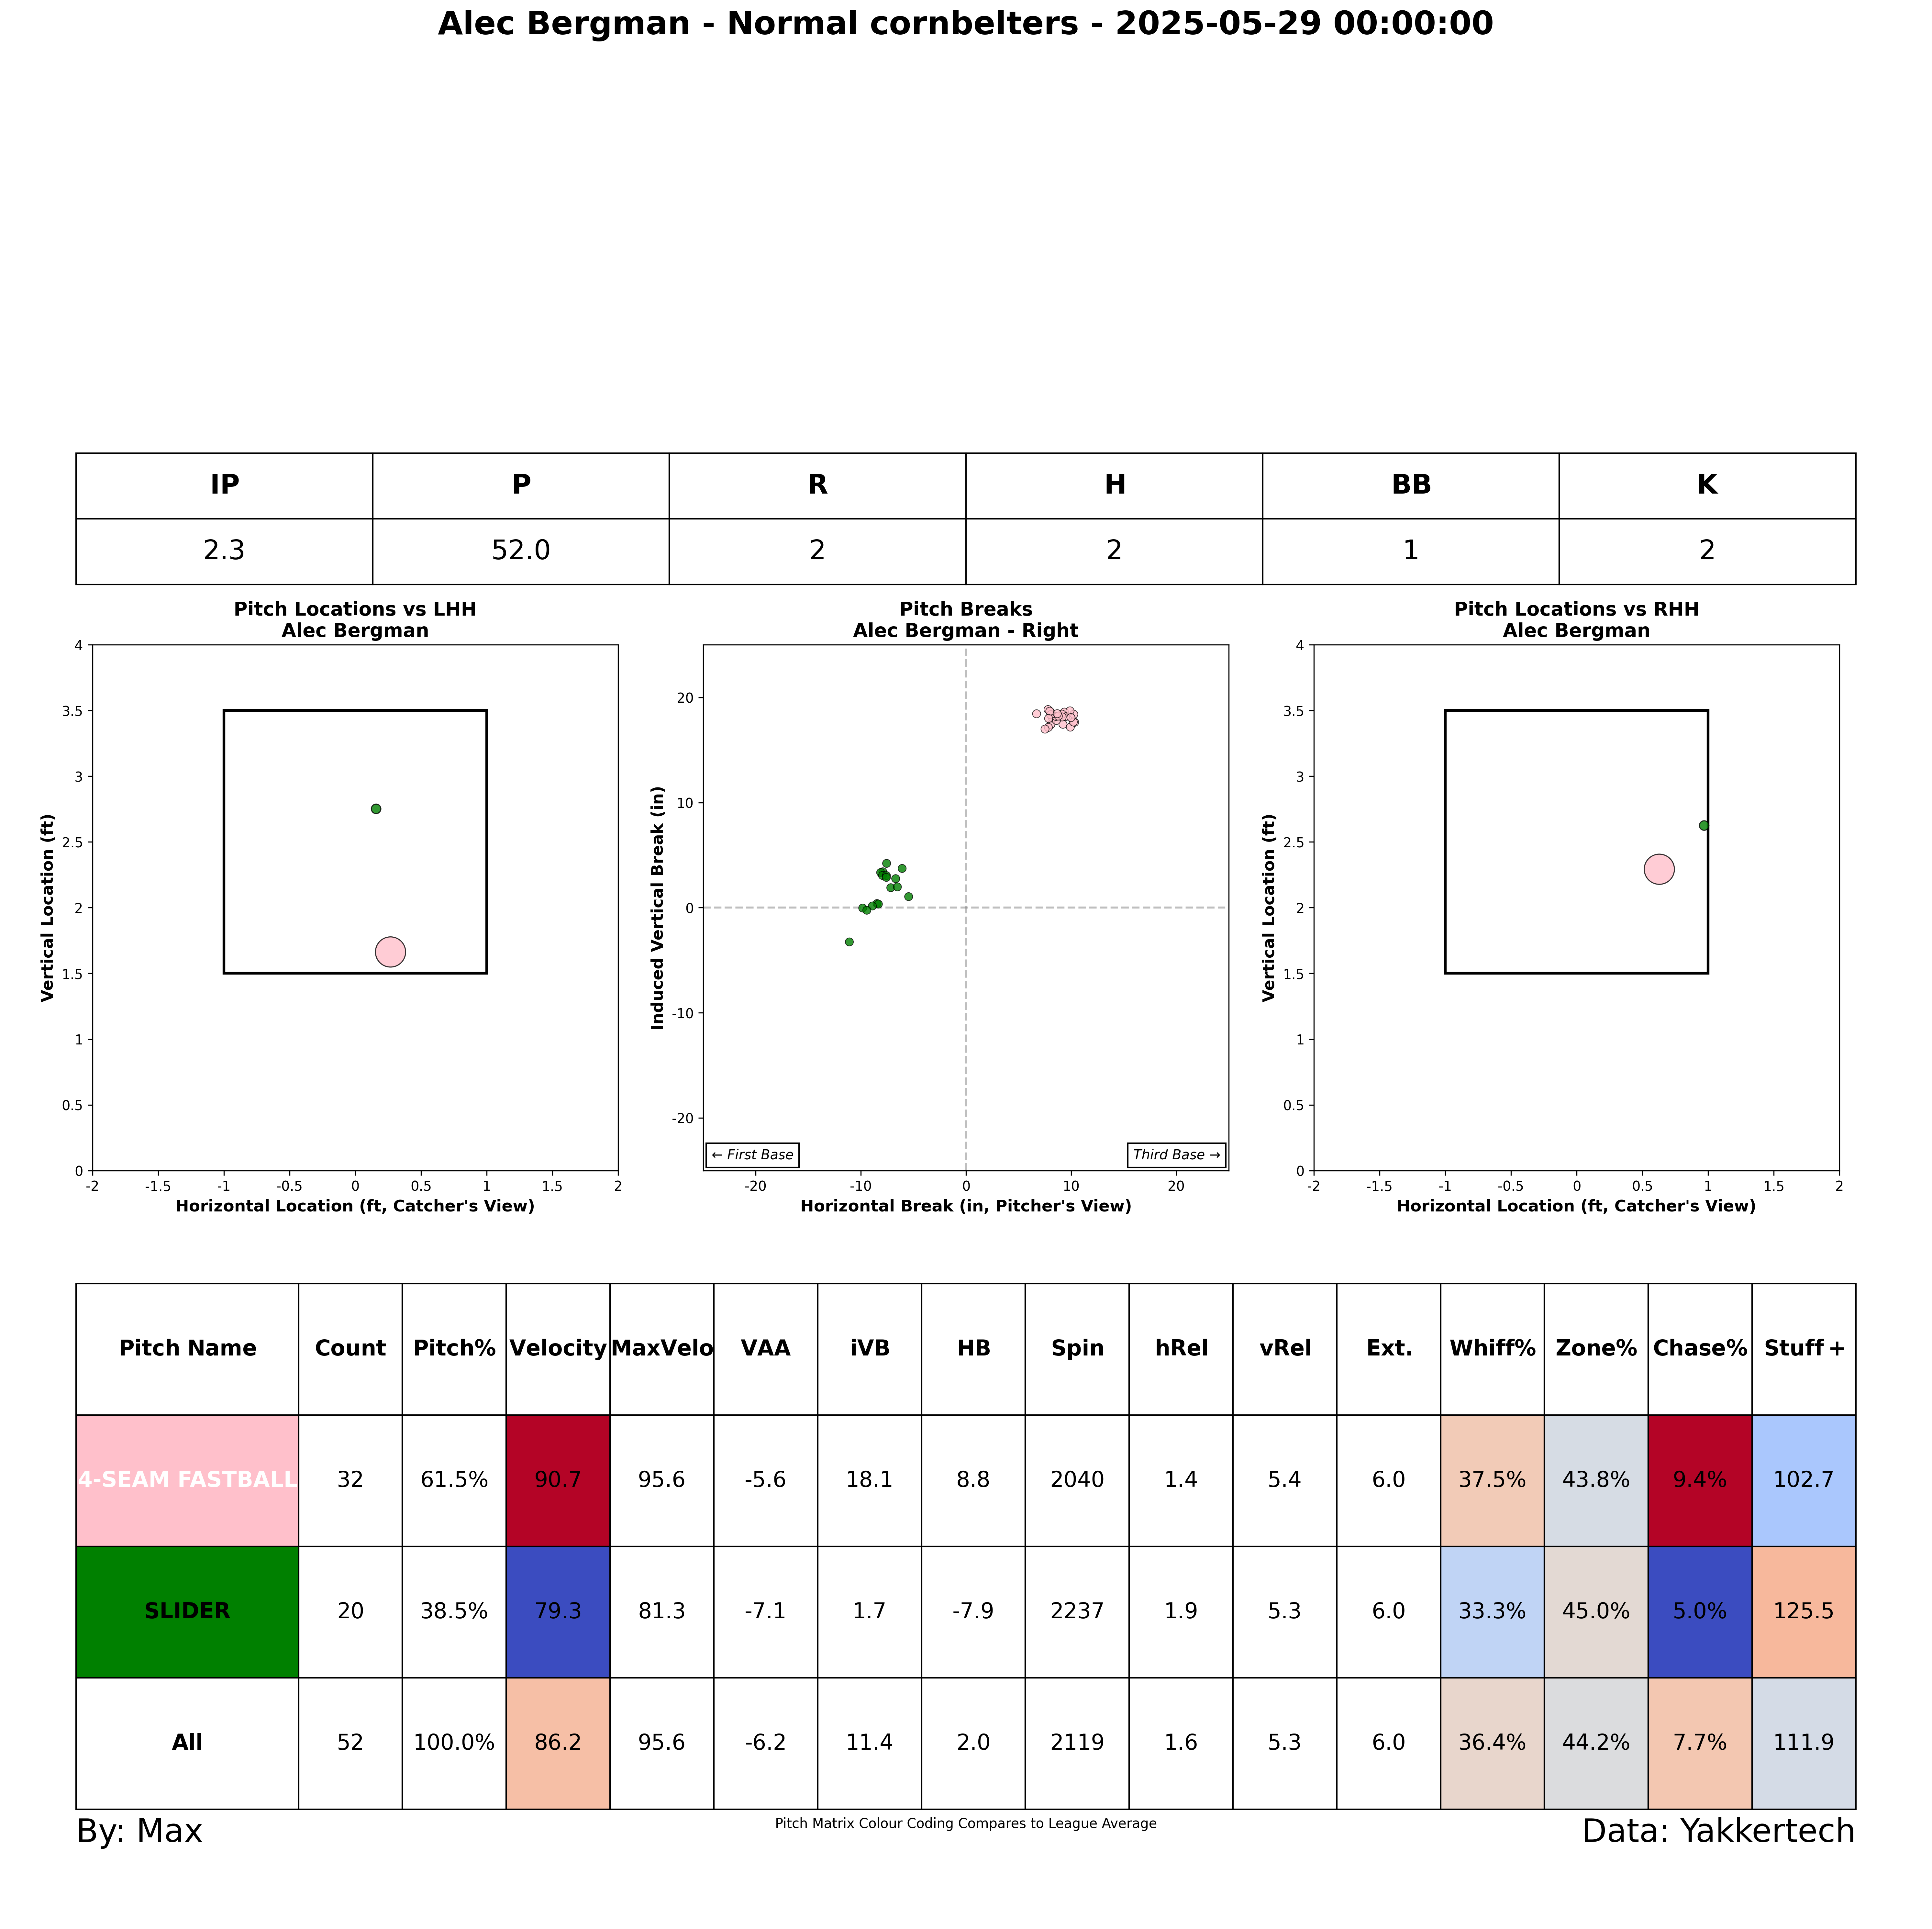 Alec Bergman - Normal cornbelters - 2025-05-29 00:00:00
IP P R H BB K
2.3 52.0 2 2 1 2
Pitch Locations vs LHH
Alec Bergman
4
3.5
3
2.5
2
1.5
1
0.5
0
-2 -1.5 -1 -0.5 0 0.5 1 1.5 2
Vertical Location (ft)
Horizontal Location (ft, Catcher's View)
Pitch Breaks
Alec Bergman - Right
20
10
0
-10
-20
-20 -10 0 10 20
Induced Vertical Break (in)
← First Base
Third Base →
Horizontal Break (in, Pitcher's View)
Pitch Locations vs RHH
Alec Bergman
4
3.5
3
2.5
2
1.5
1
0.5
0
-2 -1.5 -1 -0.5 0 0.5 1 1.5 2
Vertical Location (ft)
Horizontal Location (ft, Catcher's View)
Pitch Name Count Pitch% Velocity MaxVelo VAA iVB HB Spin hRel vRel Ext. Whiff% Zone% Chase% Stuff+
4-SEAM FASTBALL 32 61.5% 90.7 95.6 -5.6 18.1 8.8 2040 1.4 5.4 6.0 37.5% 43.8% 9.4% 102.7
SLIDER 20 38.5% 79.3 81.3 -7.1 1.7 -7.9 2237 1.9 5.3 6.0 33.3% 45.0% 5.0% 125.5
All 52 100.0% 86.2 95.6 -6.2 11.4 2.0 2119 1.6 5.3 6.0 36.4% 44.2% 7.7% 111.9
By: Max
Pitch Matrix Colour Coding Compares to League Average
Data: Yakkertech